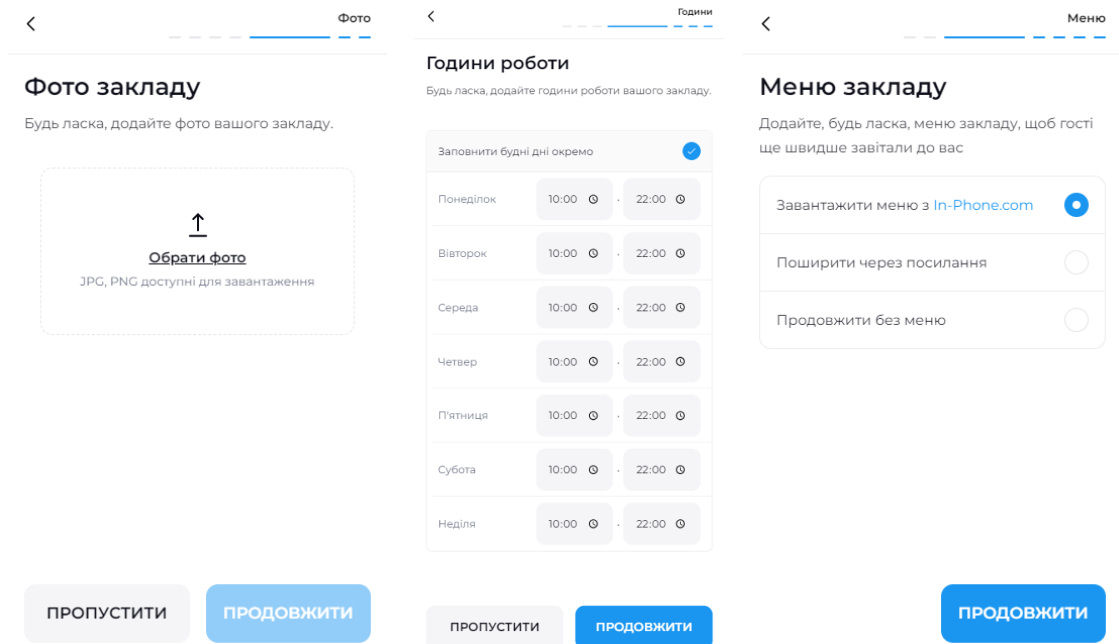 Фото
Фото закладу
Будь ласка, додайте фото вашого закладу.
Обрати фото
JPG, PNG доступні для завантаження
ПРОПУСТИТИ
ПРОДОВЖИТИ
Години
Години роботи
Будь ласка, додайте години роботи вашого закладу.
Заповнити будні дні окремо
Понеділок 10:00 - 22:00
Вівторок 10:00 - 22:00
Середа 10:00 - 22:00
Четвер 10:00 - 22:00
П'ятниця 10:00 - 22:00
Субота 10:00 - 22:00
Неділя 10:00 - 22:00
ПРОПУСТИТИ
ПРОДОВЖИТИ
Меню
Меню закладу
Додайте, будь ласка, меню закладу, щоб гості
ще швидше завітали до вас
Завантажити меню з In-Phone.com
Поширити через посилання
Продовжити без меню
ПРОДОВЖИТИ